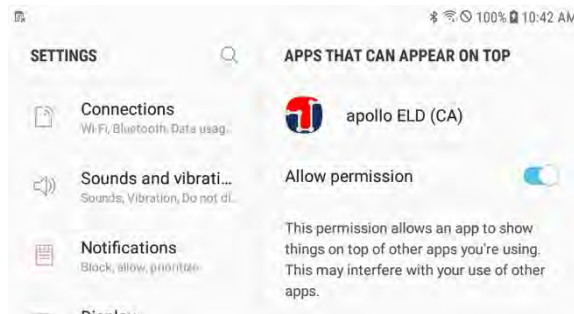 100% 10:42 AM
SETTINGS
APPS THAT CAN APPEAR ON TOP
Connections
Wi-Fi, Bluetooth, Data usag..
apollo ELD (CA)
Sounds and vibrati...
Sounds, Vibration, Do not di..
Allow permission
Notifications
Block, allow, prioritize
This permission allows an app to show
things on top of other apps you're using.
This may interfere with your use of other
apps.